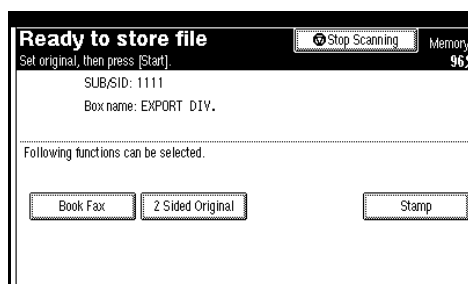 Ready to store file
Stop Scanning
Memory
Set original, then press [Start].
SUB/SID: 1111
Box name: EXPORT DIV.
Following functions can be selected.
Book Fax
2 Sided Original
Stamp